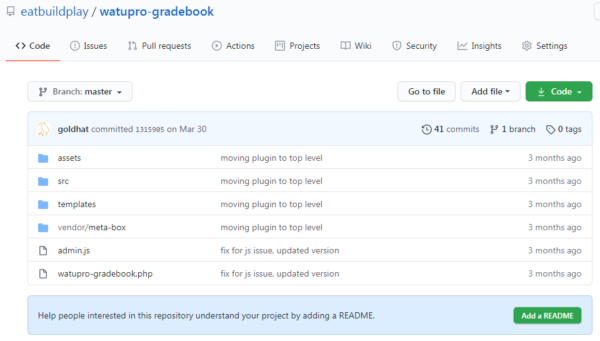 eatbuildplay / watupro-gradebook
Code Issues Pull requests Actions Projects Wiki Security Insights Settings
Branch: master Go to file Add file Code
goldhat committed 1315985 on Mar 30 41 commits 1 branch 0 tags
assets moving plugin to top level 3 months ago
src moving plugin to top level 3 months ago
templates moving plugin to top level 3 months ago
vendor/meta-box moving plugin to top level 3 months ago
admin.js fix for js issue, updated version 3 months ago
watupro-gradebook.php fix for js issue, updated version 3 months ago
Help people interested in this repository understand your project by adding a README. Add a README